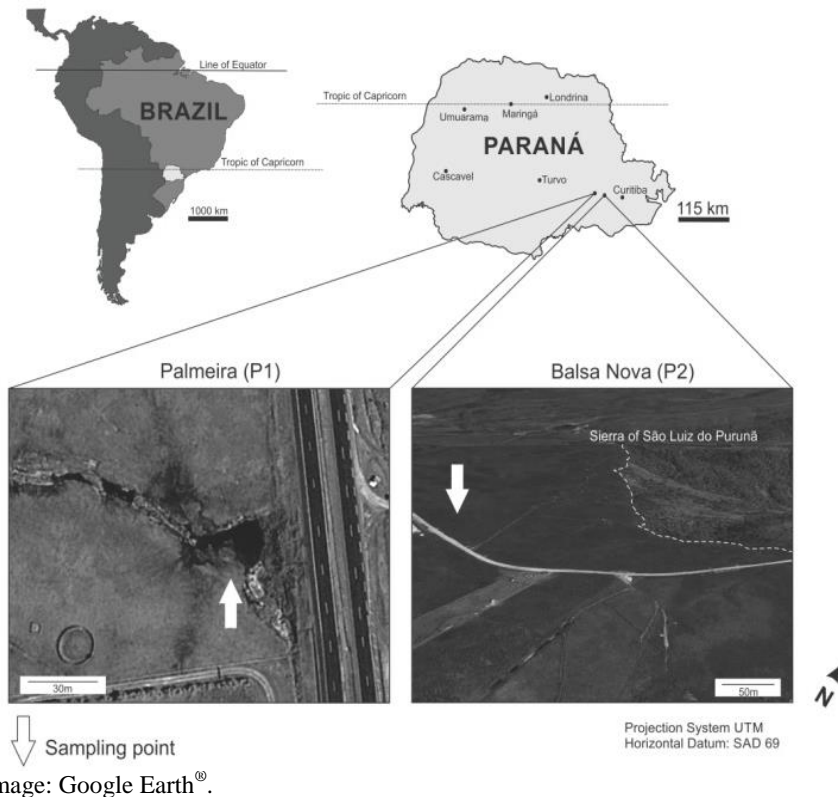 Line of Equator
BRAZIL
Tropic of Capricorn
1000 km
Tropic of Capricorn
Londrina
Maringá
Umuarama
PARANÁ
Cascavel
Turvo
Curitiba
115 km
Palmeira (P1)
Balsa Nova (P2)
Sierra of São Luiz do Purunã
30m
50m
N
Sampling point
Projection System UTM
Horizontal Datum: SAD 69
mage: Google Earth®.